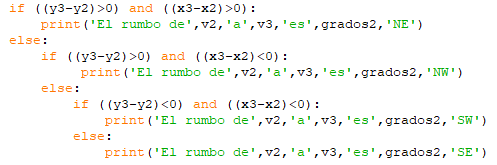 if ((y3-y2)>0) and ((x3-x2)>0):
    print('El rumbo de',v2,'a',v3,'es',grados2,'NE')
else:
    if ((y3-y2)>0) and ((x3-x2)<0):
        print('El rumbo de',v2,'a',v3,'es',grados2,'NW')
    else:
        if ((y3-y2)<0) and ((x3-x2)<0):
            print('El rumbo de',v2,'a',v3,'es',grados2,'SW')
        else:
            print('El rumbo de',v2,'a',v3,'es',grados2,'SE')